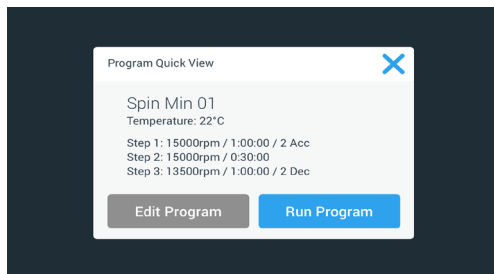 Program Quick View
Spin Min 01
Temperature: 22°C
Step 1: 15000rpm / 1:00:00 / 2 Acc
Step 2: 15000rpm / 0:30:00
Step 3: 13500rpm / 1:00:00 / 2 Dec
Edit Program
Run Program